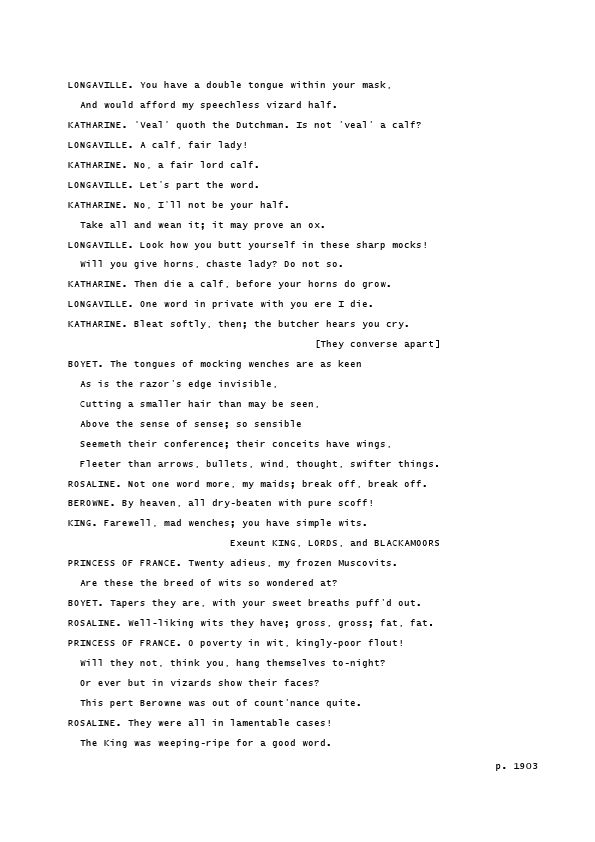 LONGAVILLE. You have a double tongue within your mask,
And would afford my speechless vizard half.
KATHARINE. 'Veal' quoth the Dutchman. Is not 'veal' a calf?
LONGAVILLE. A calf, fair lady!
KATHARINE. No, a fair lord calf.
LONGAVILLE. Let's part the word.
KATHARINE. No, I'll not be your half.
Take all and wean it; it may prove an ox.
LONGAVILLE. Look how you butt yourself in these sharp mocks!
Will you give horns, chaste lady? Do not so.
KATHARINE. Then die a calf, before your horns do grow.
LONGAVILLE. One word in private with you ere I die.
KATHARINE. Bleat softly, then; the butcher hears you cry.
[They converse apart]
BOYET. The tongues of mocking wenches are as keen
As is the razor's edge invisible,
Cutting a smaller hair than may be seen,
Above the sense of sense; so sensible
Seemeth their conference; their conceits have wings,
Fleeter than arrows, bullets, wind, thought, swifter things.
ROSALINE. Not one word more, my maids; break off, break off.
BEROWNE. By heaven, all dry-beaten with pure scoff!
KING. Farewell, mad wenches; you have simple wits.
Exeunt KING, LORDS, and BLACKAMOORS
PRINCESS OF FRANCE. Twenty adieus, my frozen Muscovits.
Are these the breed of wits so wondered at?
BOYET. Tapers they are, with your sweet breaths puff'd out.
ROSALINE. Well-liking wits they have; gross, gross; fat, fat.
PRINCESS OF FRANCE. O poverty in wit, kingly-poor flout!
Will they not, think you, hang themselves to-night?
Or ever but in vizards show their faces?
This pert Berowne was out of count'nance quite.
ROSALINE. They were all in lamentable cases!
The King was weeping-ripe for a good word.
p. 1903